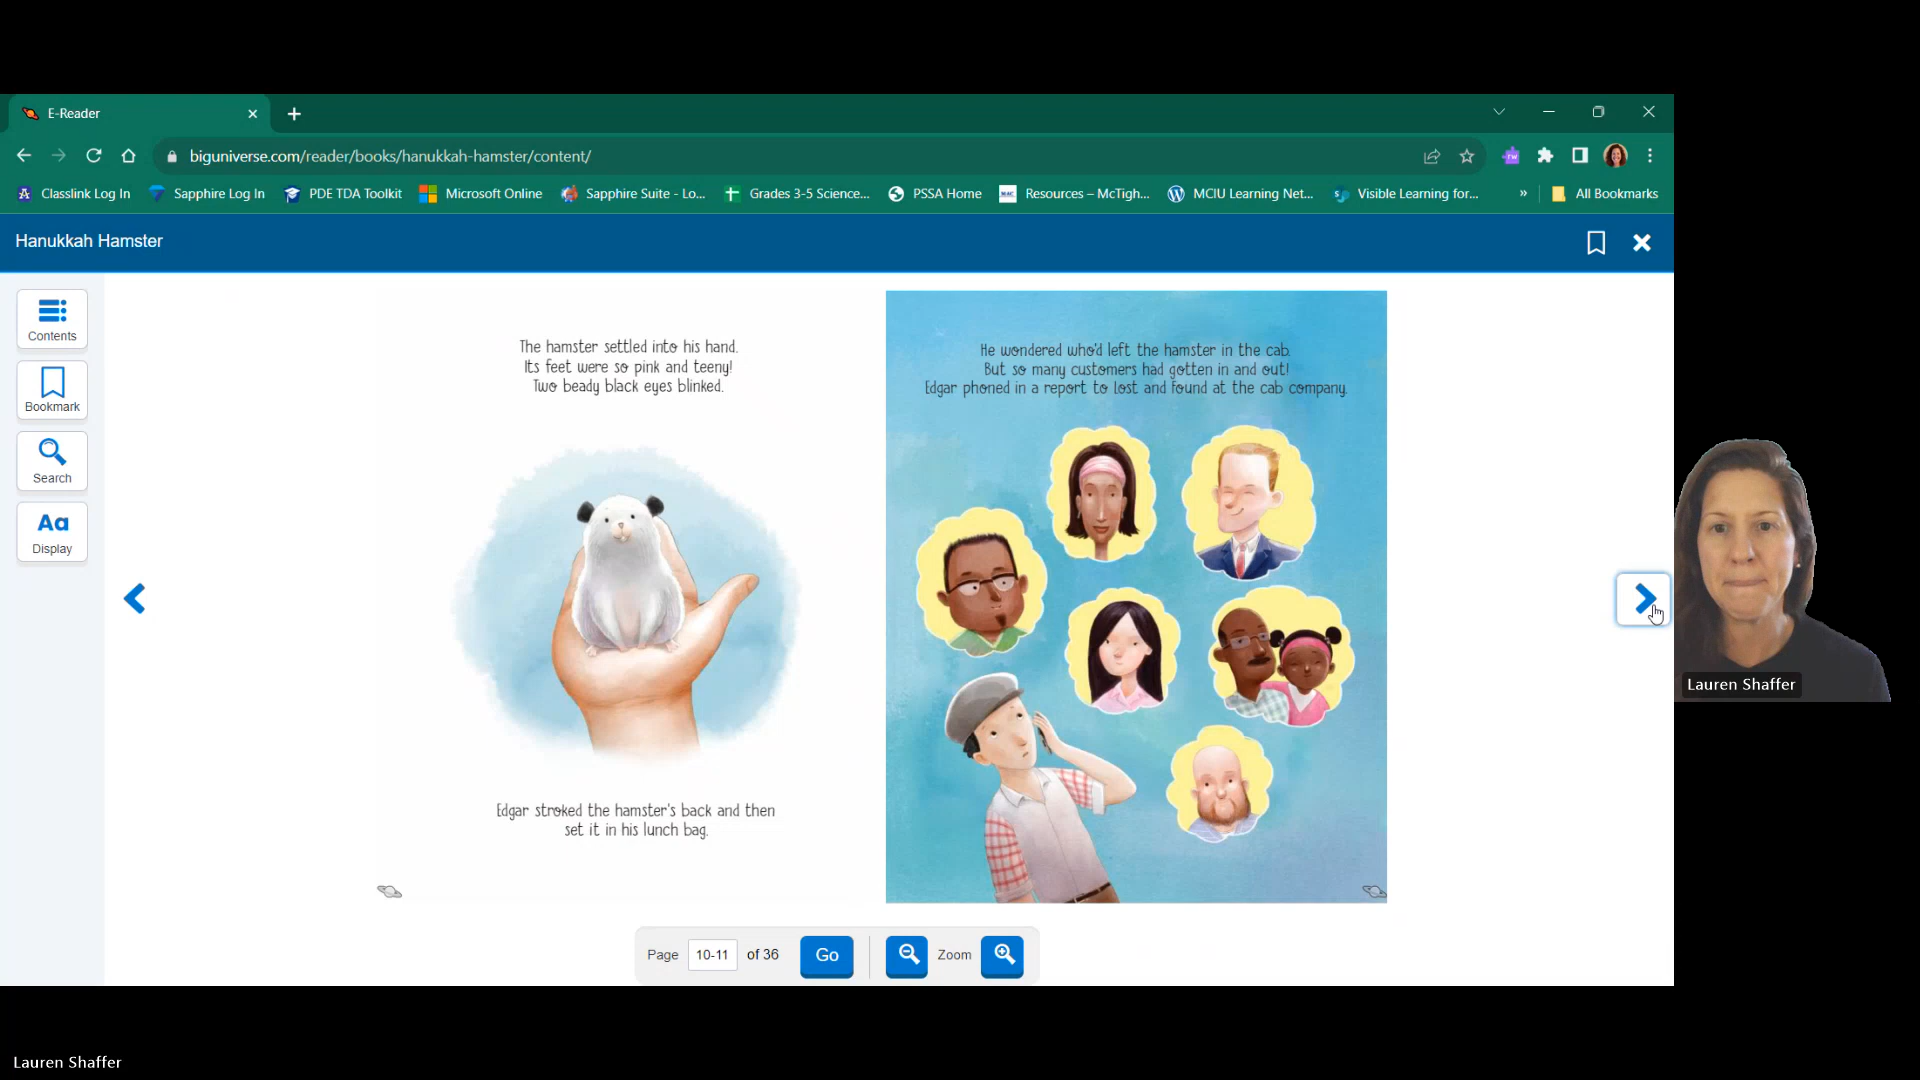 E-Reader
biguniverse.com/reader/books/hanukkah-hamster/content/
Classlink Log In
Sapphire Log In
PDE TDA Toolkit
Microsoft Online
Sapphire Suite - Lo...
Grades 3-5 Science...
PSSA Home
Resources – McTigh...
MCIU Learning Net...
Visible Learning for...
»
All Bookmarks
Hanukkah Hamster
Contents
Bookmark
Search
Aa
Display
The hamster settled into his hand.
Its feet were so pink and teeny!
Two beady black eyes blinked.
Edgar stroked the hamster's back and then
set it in his lunch bag.
He wondered who'd left the hamster in the cab.
But so many customers had gotten in and out!
Edgar phoned in a report to lost and found at the cab company.
Page 10-11 of 36 Go Zoom
Lauren Shaffer
Lauren Shaffer